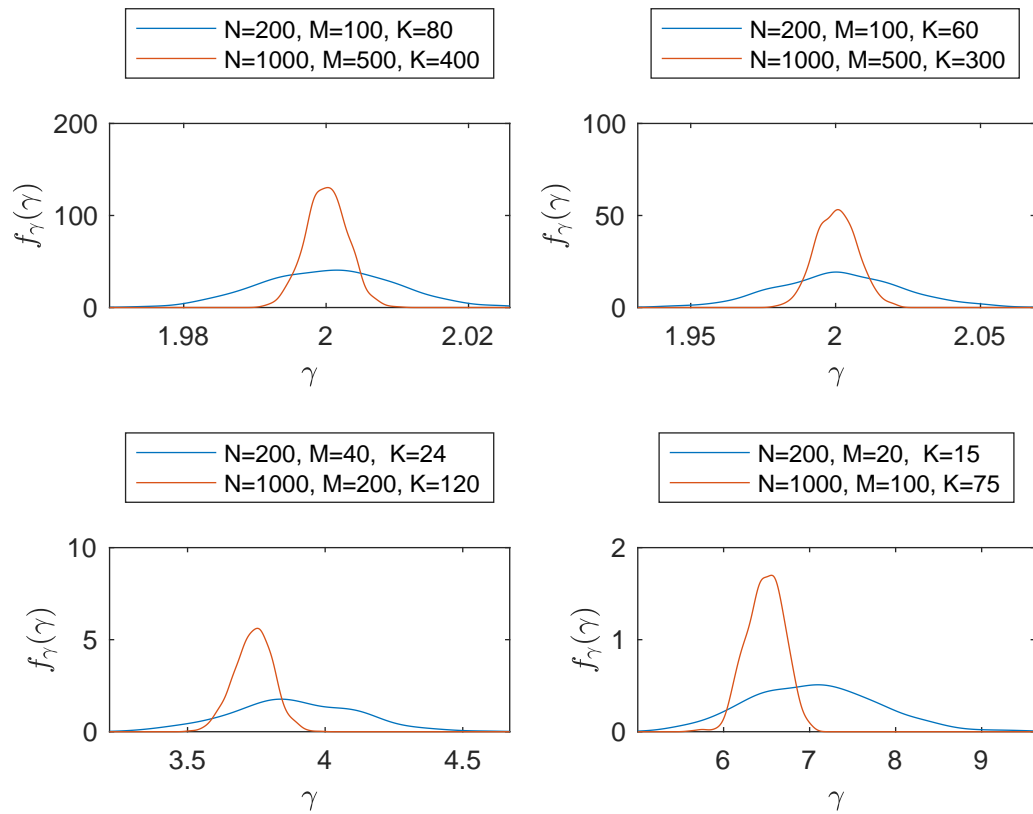 N=200, M=100, K=80
N=1000, M=500, K=400
200
100
0
f_γ(γ)
1.98 2 2.02
γ
N=200, M=100, K=60
N=1000, M=500, K=300
100
50
0
f_γ(γ)
1.95 2 2.05
γ
N=200, M=40, K=24
N=1000, M=200, K=120
10
5
0
f_γ(γ)
3.5 4 4.5
γ
N=200, M=20, K=15
N=1000, M=100, K=75
2
1
0
f_γ(γ)
6 7 8 9
γ